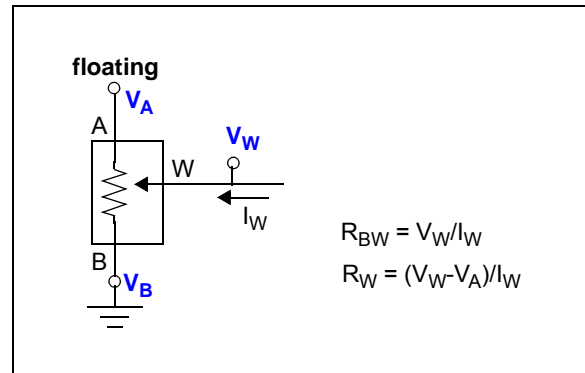 floating
V_A
A
V_W
W
I_W
R_BW = V_W/I_W
B
R_W = (V_W-V_A)/I_W
V_B